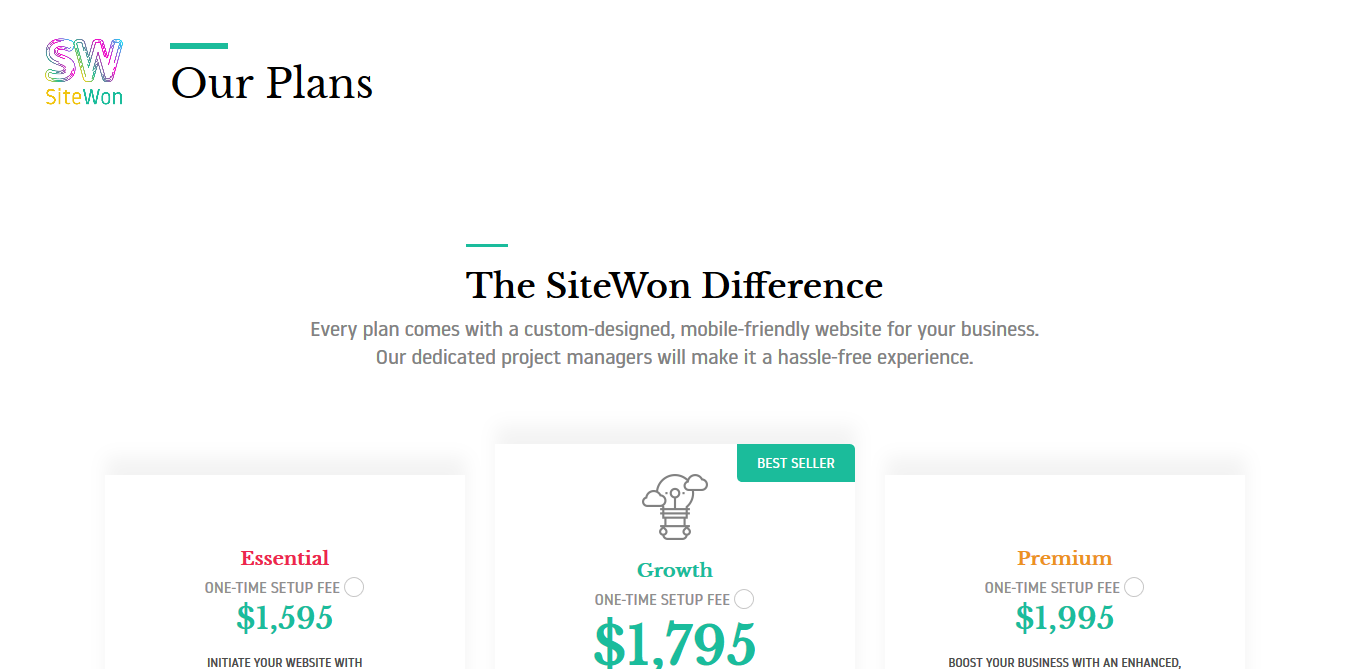 SW
SiteWon
Our Plans
The SiteWon Difference
Every plan comes with a custom-designed, mobile-friendly website for your business.
Our dedicated project managers will make it a hassle-free experience.
Essential
ONE-TIME SETUP FEE
$1,595
INITIATE YOUR WEBSITE WITH
BEST SELLER
Growth
ONE-TIME SETUP FEE
$1,795
Premium
ONE-TIME SETUP FEE
$1,995
BOOST YOUR BUSINESS WITH AN ENHANCED,